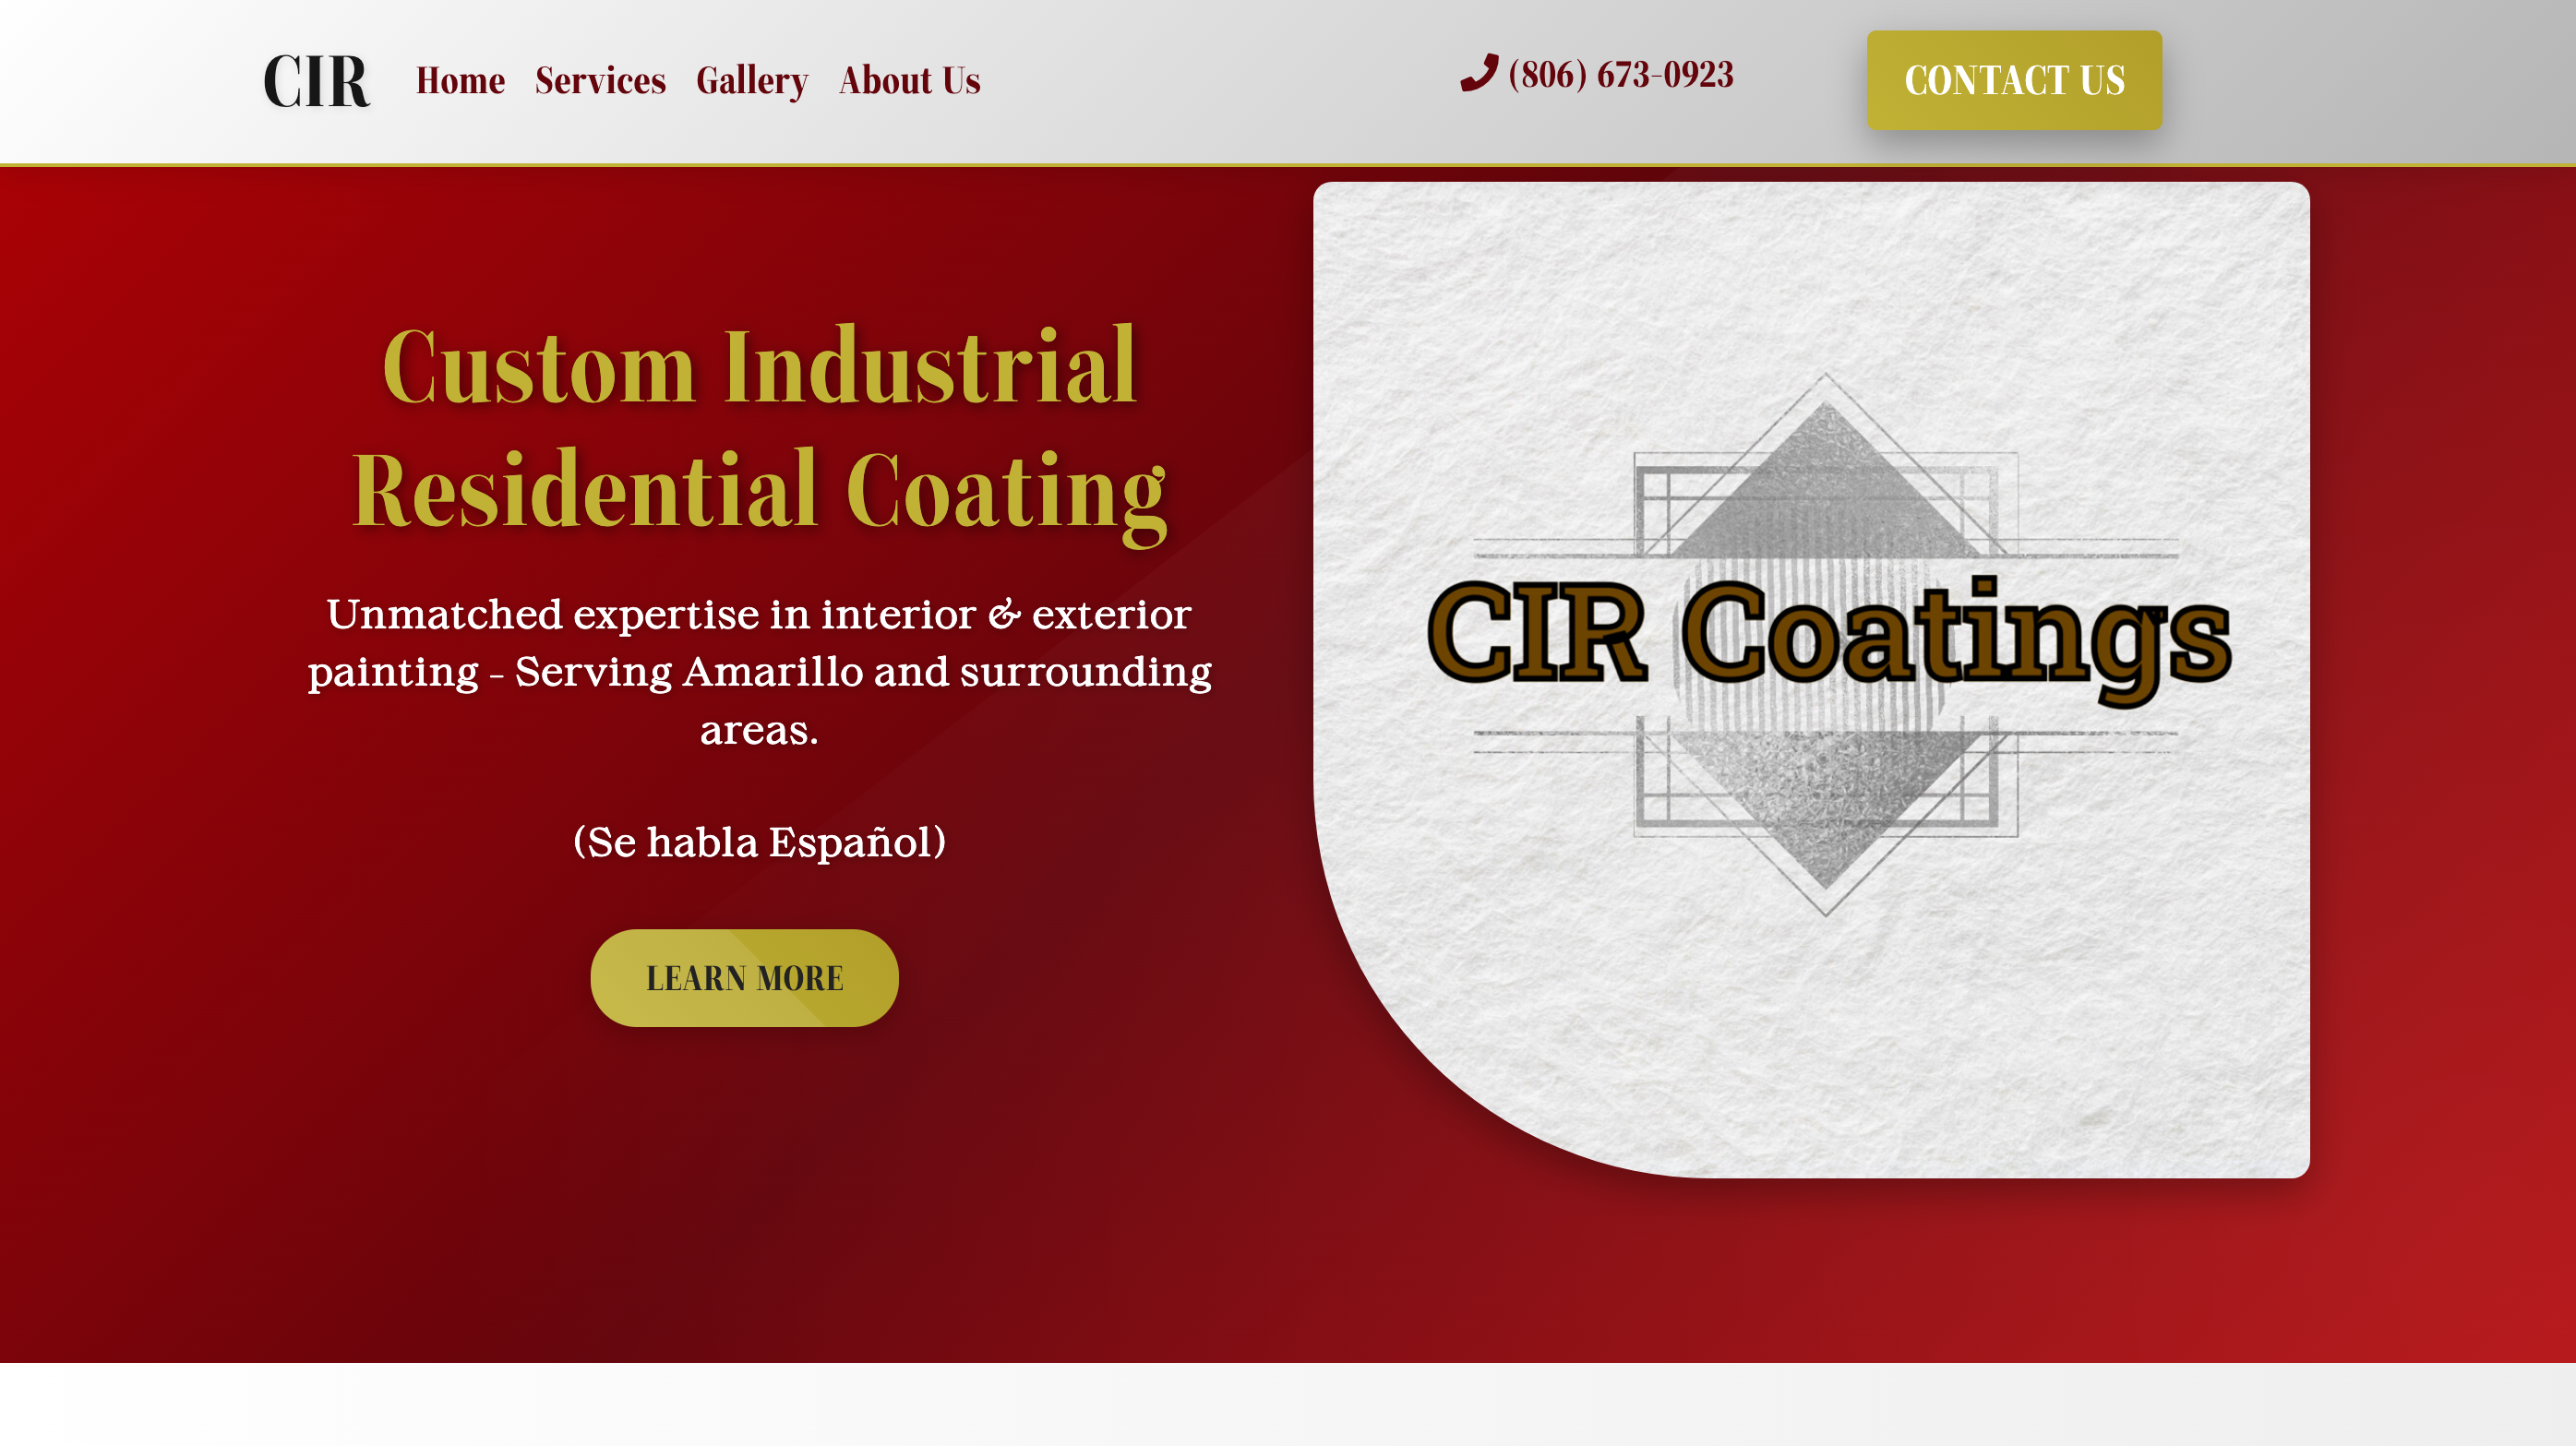 CIR
Home Services Gallery About Us
(806) 673-0923
CONTACT US
Custom Industrial
Residential Coating
Unmatched expertise in interior & exterior
painting - Serving Amarillo and surrounding
areas.
(Se habla Español)
LEARN MORE
CIR Coatings